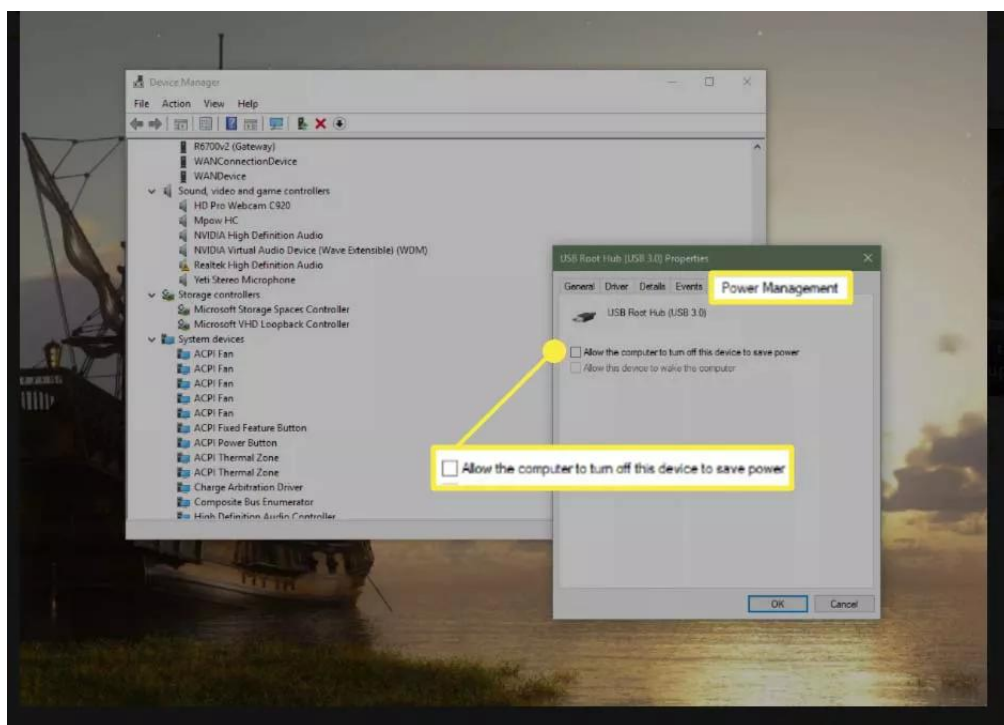 Device Manager
File Action View Help
R6700v2 (Gateway)
WANConnectionDevice
WANDevice
Sound, video and game controllers
HD Pro Webcam C920
Mpow HC
NVIDIA High Definition Audio
NVIDIA Virtual Audio Device (Wave Extensible) (WDM)
Realtek High Definition Audio
Yeti Stereo Microphone
Storage controllers
Microsoft Storage Spaces Controller
Microsoft VHD Loopback Controller
System devices
ACPI Fan
ACPI Fan
ACPI Fan
ACPI Fan
ACPI Fan
ACPI Fixed Feature Button
ACPI Power Button
ACPI Thermal Zone
ACPI Thermal Zone
Charge Arbitration Driver
Composite Bus Enumerator
High Definition Audio Controller
USB Root Hub (USB 3.0) Properties
General Driver Details Events Power Management
USB Root Hub (USB 3.0)
Allow the computer to turn off this device to save power
Allow this device to wake the computer
Allow the computer to turn off this device to save power
OK Cancel